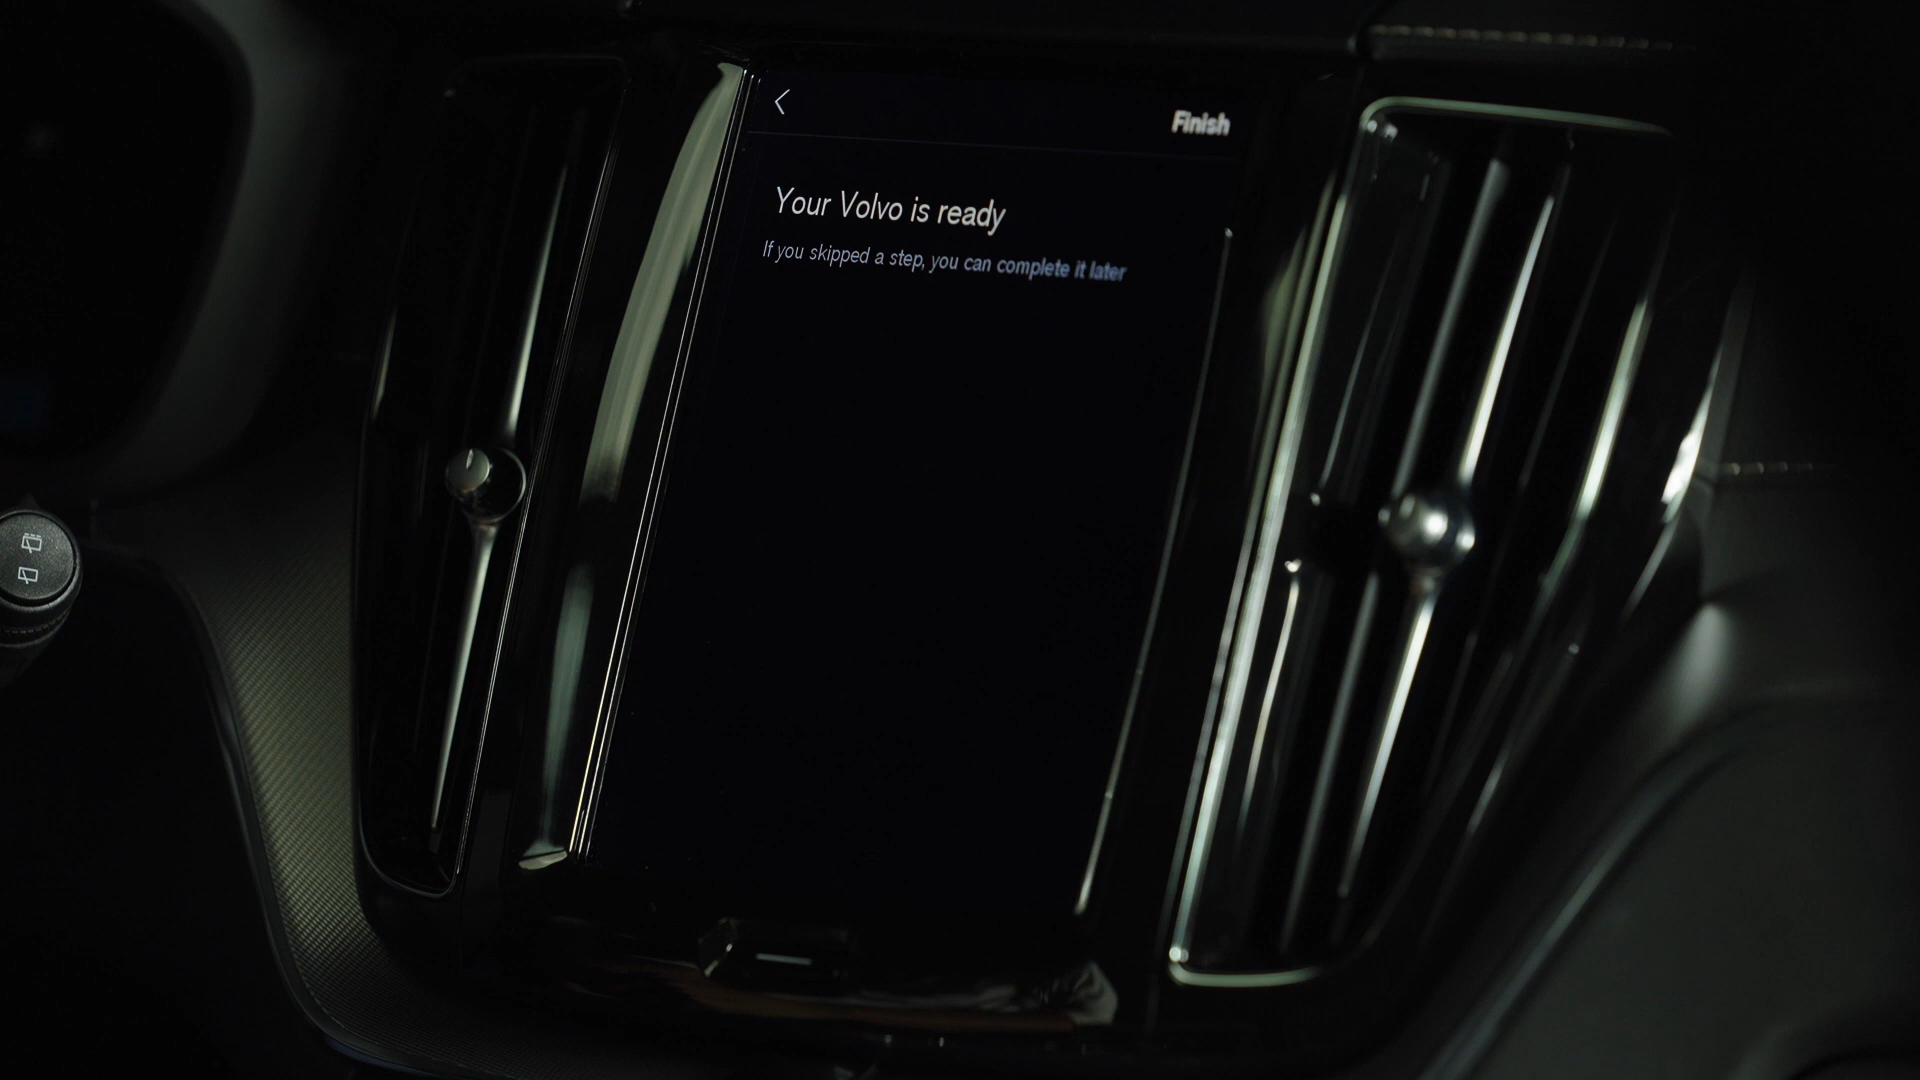 Finish
Your Volvo is ready
If you skipped a step, you can complete it later